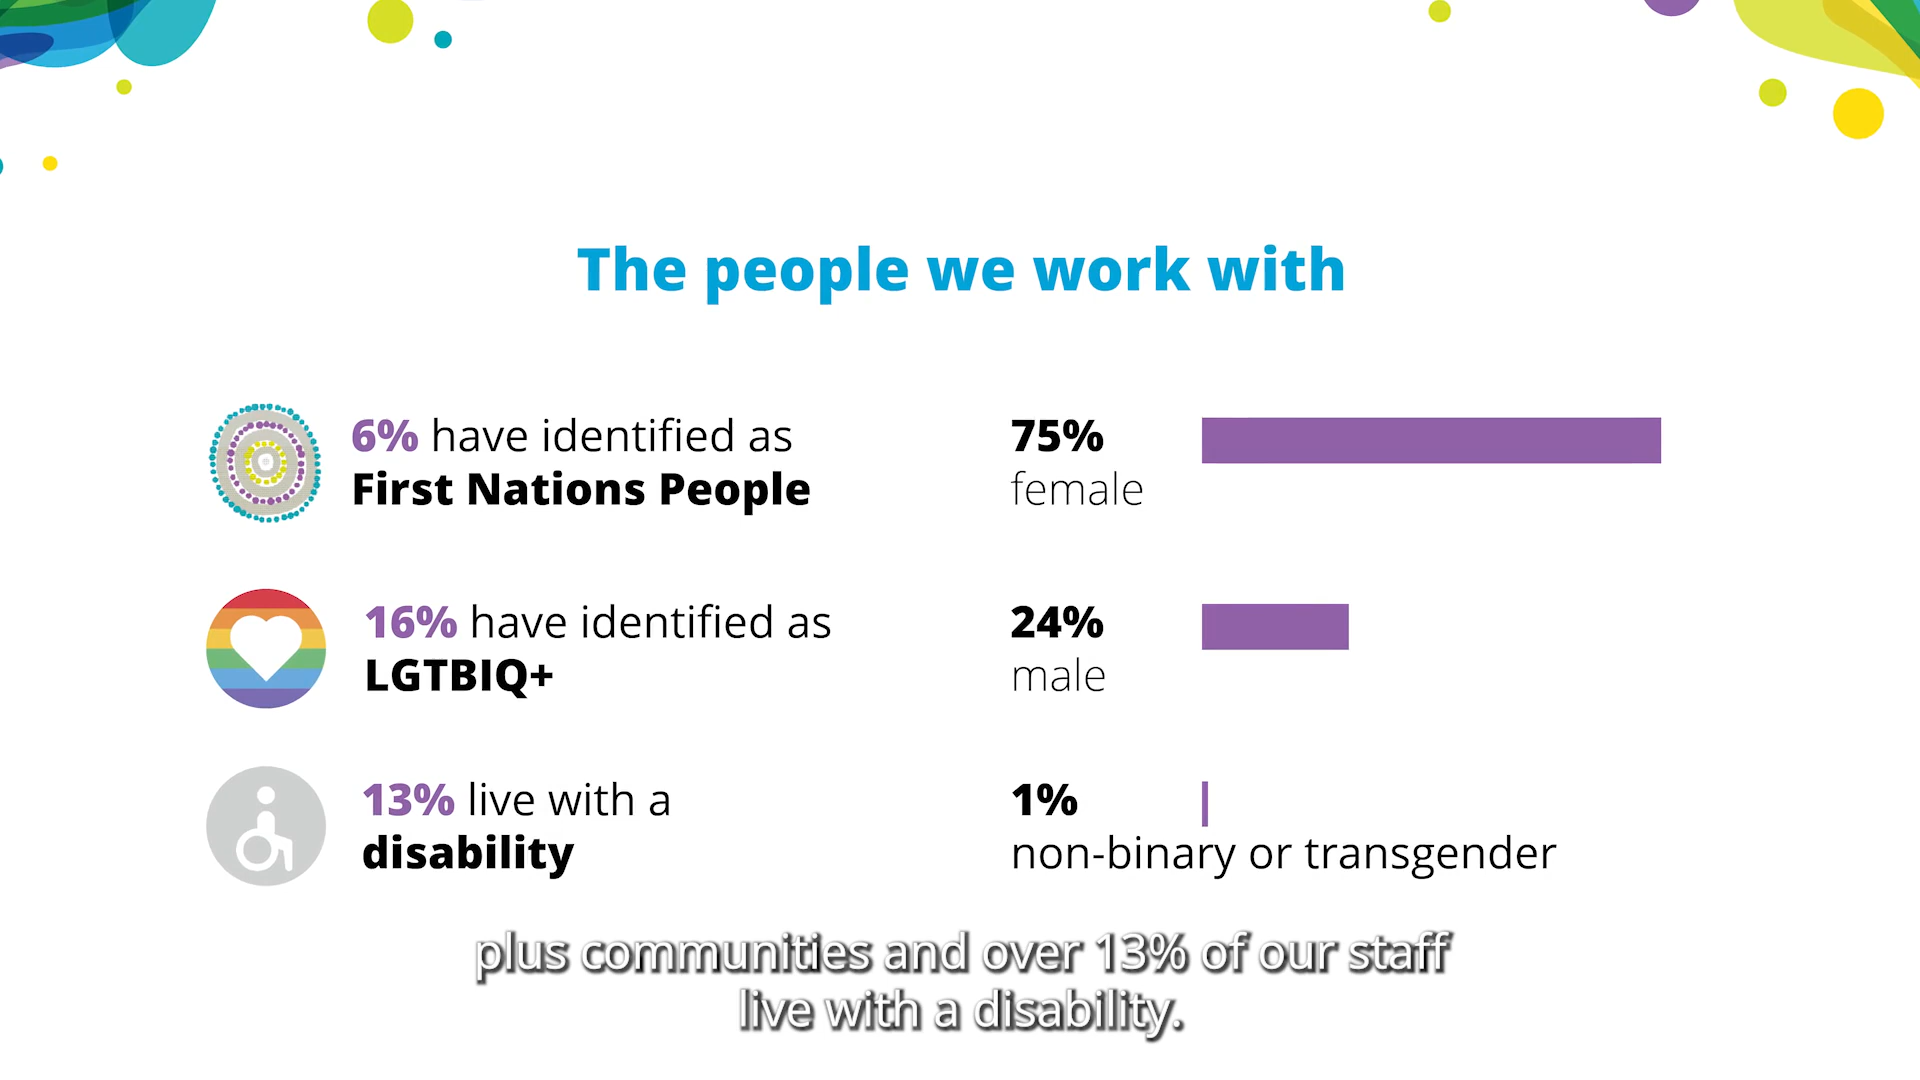 The people we work with
6% have identified as
First Nations People
16% have identified as
LGTBIQ+
13% live with a
disability
75%
female
24%
male
1%
non-binary or transgender
plus communities and over 13% of our staff
live with a disability.